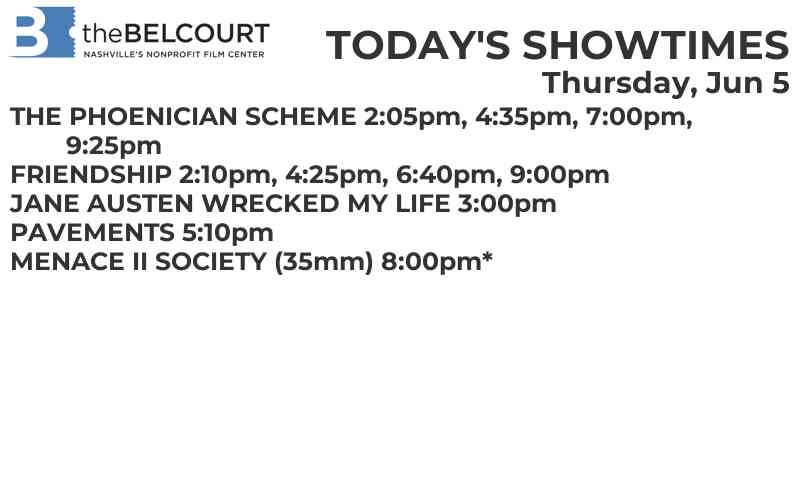 B theBELCOURT
NASHVILLE'S NONPROFIT FILM CENTER
TODAY'S SHOWTIMES
Thursday, Jun 5
THE PHOENICIAN SCHEME 2:05pm, 4:35pm, 7:00pm,
9:25pm
FRIENDSHIP 2:10pm, 4:25pm, 6:40pm, 9:00pm
JANE AUSTEN WRECKED MY LIFE 3:00pm
PAVEMENTS 5:10pm
MENACE II SOCIETY (35mm) 8:00pm*